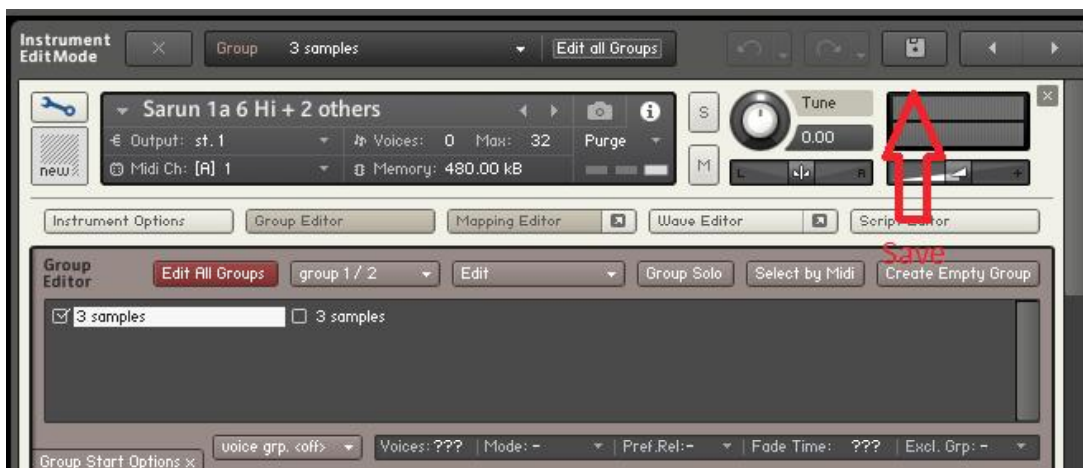 Instrument
EditMode
Group 3 samples Edit all Groups
Sarun 1a 6 Hi + 2 others
S
Tune
Output: st.1 Voices: 0 Max: 32 Purge
0.00
new Midi Ch: [A] 1 Memory: 480.00 kB
M
L R - +
Instrument Options Group Editor Mapping Editor Wave Editor Script Editor
Save
Group
Editor
Edit All Groups group 1 / 2 Edit Group Solo Select by Midi Create Empty Group
3 samples 3 samples
voice grp. <off> Voices: ??? | Mode: - | Pref.Rel:- | Fade Time: ??? | Excl. Grp: -
Group Start Options ×